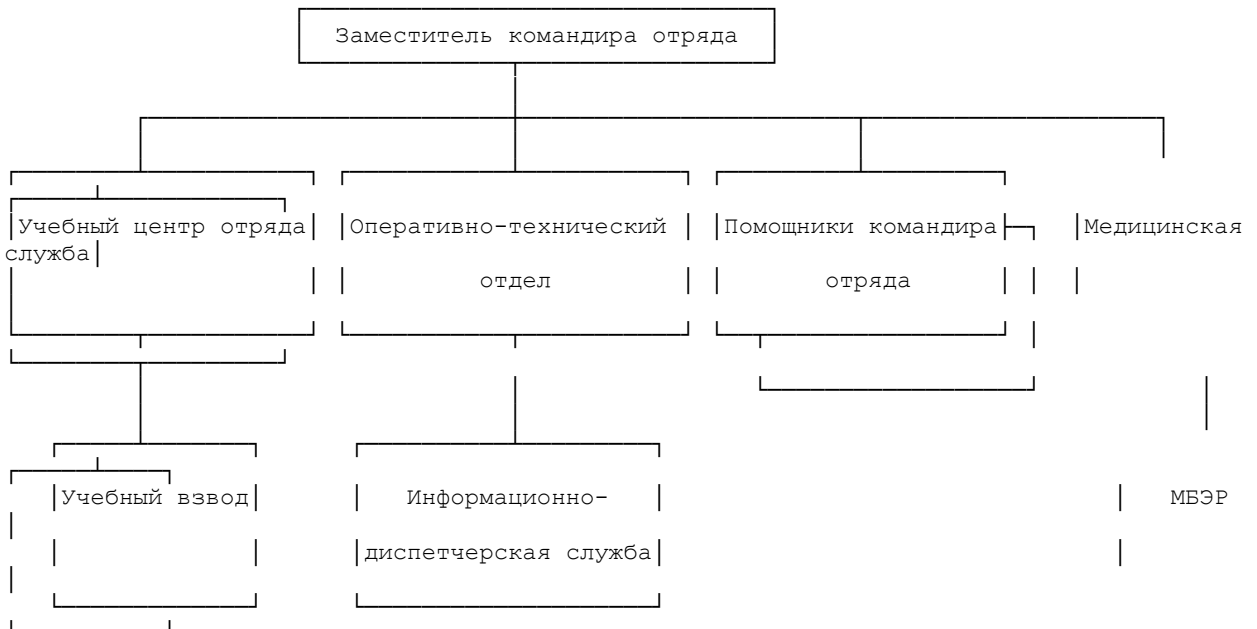 Заместитель командира отряда
Учебный центр отряда Оперативно-технический Помощники командира Медицинская
служба
отдел отряда
Учебный взвод Информационно- МБЭР
диспетчерская служба